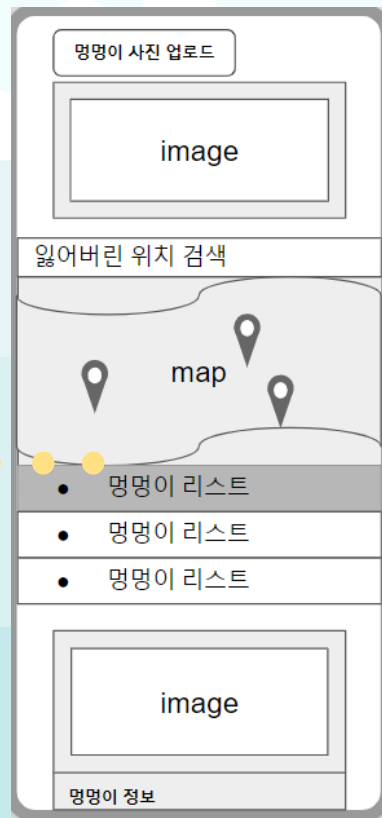 멍멍이 사진 업로드
image
잃어버린 위치 검색
map
• 멍멍이 리스트
• 멍멍이 리스트
• 멍멍이 리스트
image
멍멍이 정보